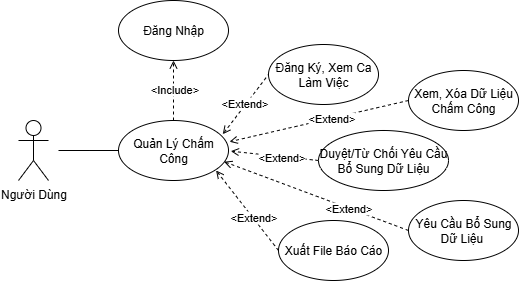 Đăng Nhập
<Include>
Đăng Ký, Xem Ca
Làm Việc
<Extend>
Xem, Xóa Dữ Liệu
Chấm Công
<Extend>
Quản Lý Chấm
Công
Duyệt/Từ Chối Yêu Cầu
Bổ Sung Dữ Liệu
<Extend>
Người Dùng
<Extend>
Yêu Cầu Bổ Sung
Dữ Liệu
<Extend>
Xuất File Báo Cáo